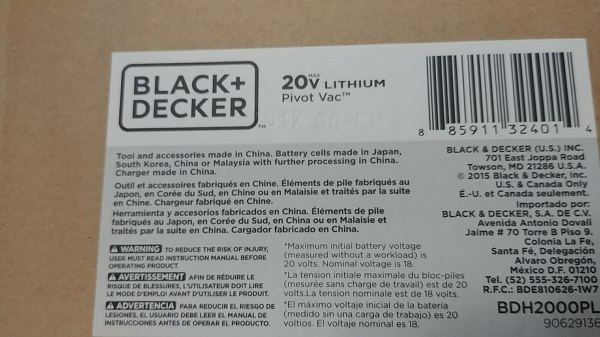 BLACK+
DECKER™
20V MAX LITHIUM
Pivot Vac™
8 85911 32401 4
Tool and accessories made in China. Battery cells made in Japan,
South Korea, China or Malaysia with further processing in China.
Charger made in China.
Outil et accessoires fabriqués en Chine. Éléments de pile fabriqués au
Japon, en Corée du Sud, en Chine ou en Malaisie et traités par la suite
en Chine. Chargeur fabriqué en Chine.
Herramienta y accesorios fabricados en China. Éléments de pile
fabriqués au Japon, en Corée du Sud, en Chine ou en Malaisie et
traités par la suite en Chine. Cargador fabricado en China.
WARNING TO REDUCE THE RISK OF INJURY,
USER MUST READ INSTRUCTION MANUAL BEFORE
OPERATING PRODUCT.
AVERTISSEMENT AFIN DE RÉDUIRE LE
RISQUE DE BLESSURES, L'UTILISATEUR DOIT LIRE
LE MODE D'EMPLOI AVANT D'UTILISER LE PRODUIT.
ADVERTENCIA PARA REDUCIR EL RIESGO DE
LESIONES, EL USUARIO DEBE LEER EL MANUAL DE
INSTRUCCIONES ANTES DE OPERAR EL PRODUCTO.
*Maximum initial battery voltage
(measured without a workload) is
20 volts. Nominal voltage is 18.
*La tension initiale maximale du bloc-piles
(mesurée sans charge de travail) est de 20
volts.La tension nominale est de 18 volts.
*El máximo voltaje inicial de la batería
(medido sin una carga de trabajo) es 20
voltios. El voltaje nominal es 18.
BLACK & DECKER (U.S.) INC.
701 East Joppa Road
Towson, MD 21286 U.S.A.
© 2015 Black & Decker, Inc.
U.S. & Canada Only
É.-U. et Canada seulement.
Importado por:
BLACK & DECKER, S.A. DE C.V.
Avenida Antonio Dovali
Jaime # 70 Torre B Piso 9.
Colonia La Fe,
Santa Fé, Delegación
Alvaro Obregón,
México D.F. 01210
Tel. (52) 555-326-7100
R.F.C.: BDE810626-1W7
BDH2000PL
90629136